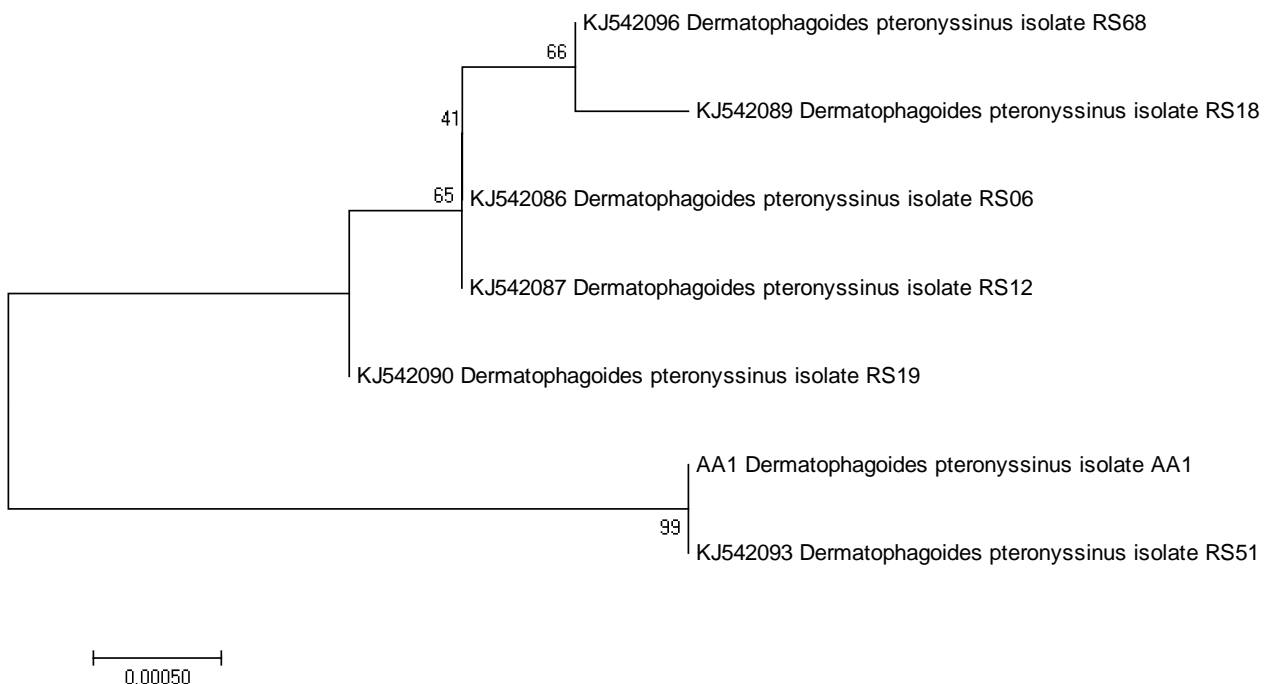 KJ542096 Dermatophagoides pteronyssinus isolate RS68
66
KJ542089 Dermatophagoides pteronyssinus isolate RS18
41
65
KJ542086 Dermatophagoides pteronyssinus isolate RS06
KJ542087 Dermatophagoides pteronyssinus isolate RS12
KJ542090 Dermatophagoides pteronyssinus isolate RS19
AA1 Dermatophagoides pteronyssinus isolate AA1
99
KJ542093 Dermatophagoides pteronyssinus isolate RS51
0.00050